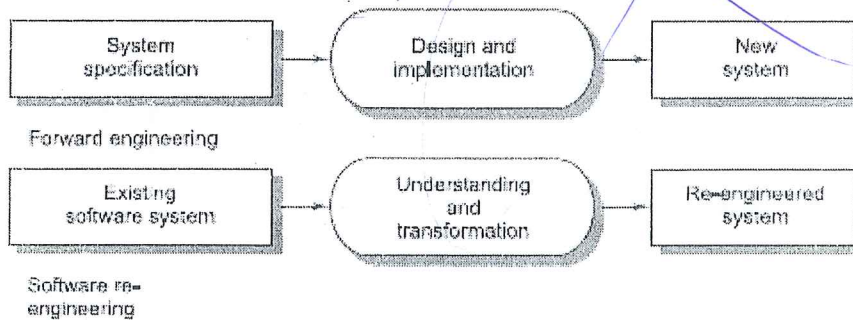 System
specification
Design and
implementation
New
system
Forward engineering
Existing
software system
Understanding
and
transformation
Re-engineered
system
Software re-
engineering